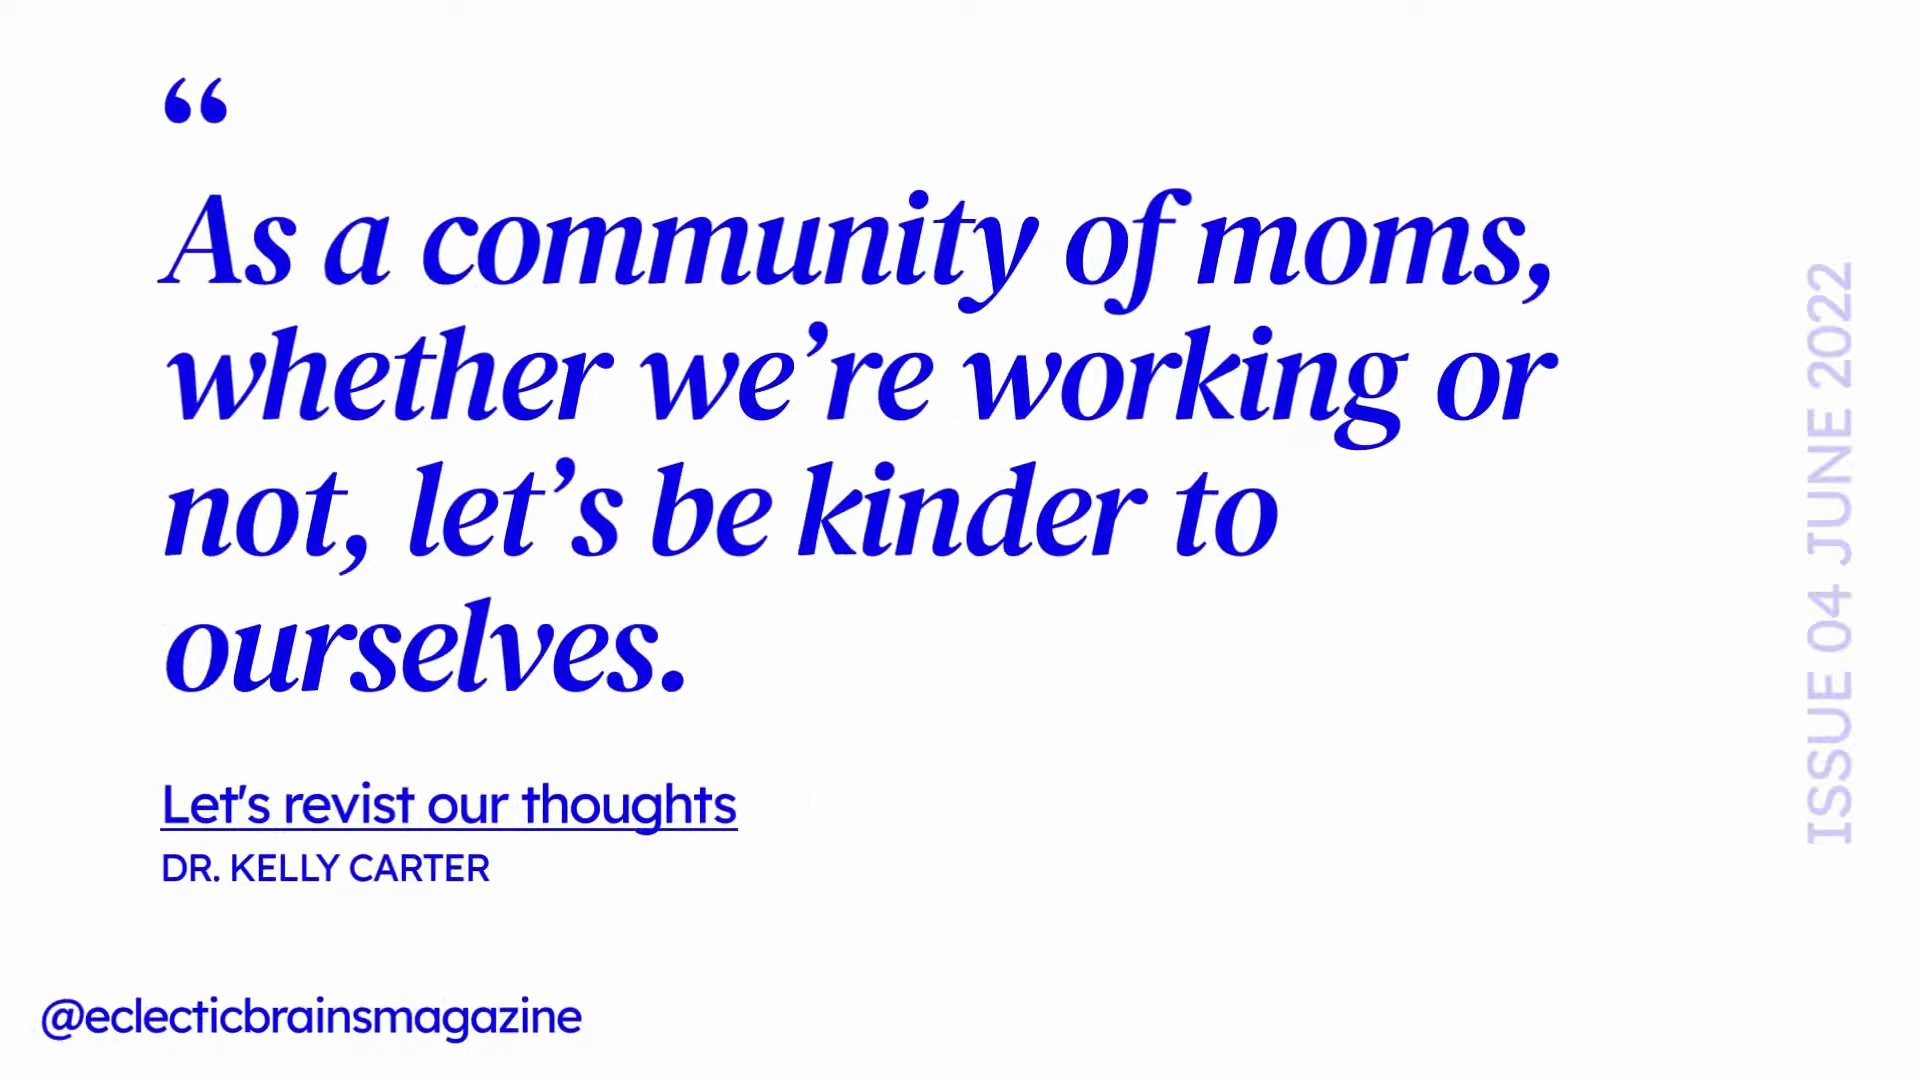 “
As a community of moms,
whether we’re working or
not, let’s be kinder to
ourselves.
Let's revist our thoughts
DR. KELLY CARTER
@eclecticbrainsmagazine
ISSUE 04 JUNE 2022